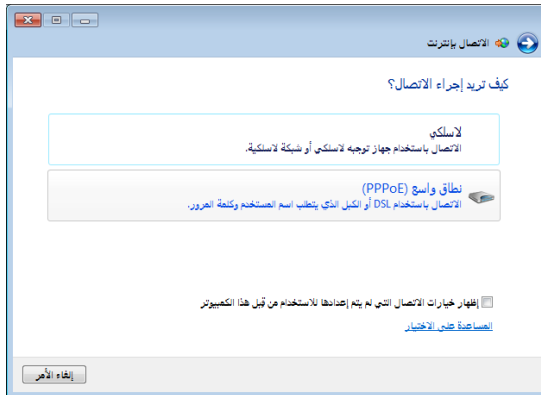 الاتصال بإنترنت
كيف تريد إجراء الاتصال؟
لاسلكي
الاتصال باستخدام جهاز توجيه لاسلكي أو شبكة لاسلكية.
نطاق واسع (PPPoE)
الاتصال باستخدام DSL أو الكبل الذي يتطلب اسم المستخدم وكلمة المرور.
إظهار خيارات الاتصال التي لم يتم إعدادها للاستخدام من قِبل هذا الكمبيوتر
المساعدة على الاختيار
إلغاء الأمر